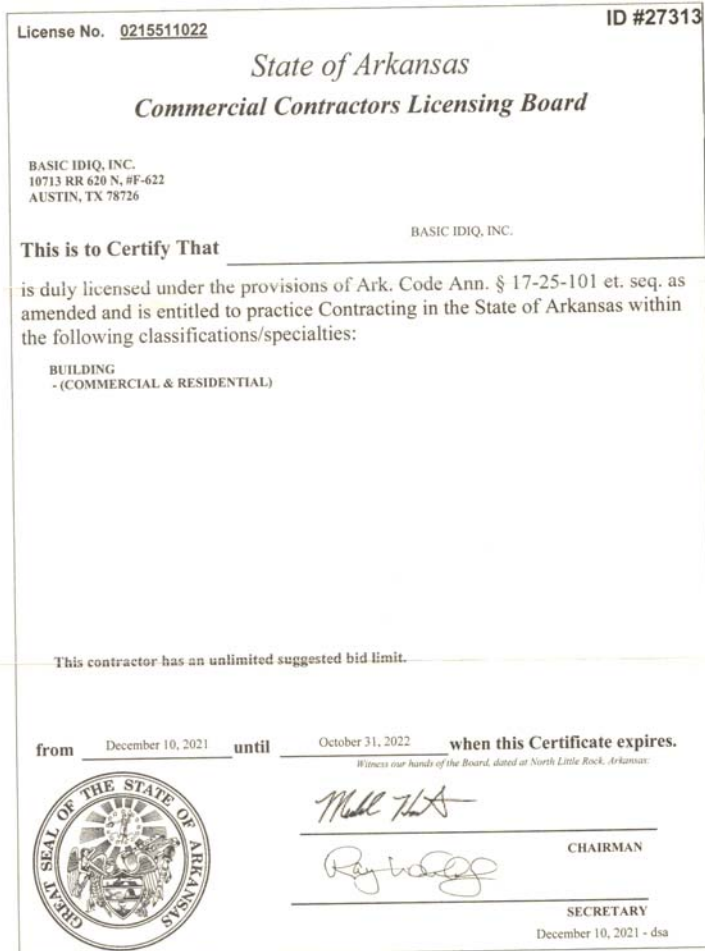 License No. 0215511022
ID #27313
State of Arkansas
Commercial Contractors Licensing Board
BASIC IDIQ, INC.
10713 RR 620 N, #F-622
AUSTIN, TX 78726
This is to Certify That BASIC IDIQ, INC.
is duly licensed under the provisions of Ark. Code Ann. § 17-25-101 et. seq. as
amended and is entitled to practice Contracting in the State of Arkansas within
the following classifications/specialties:
BUILDING
- (COMMERCIAL & RESIDENTIAL)
This contractor has an unlimited suggested bid limit.
from December 10, 2021 until October 31, 2022 when this Certificate expires.
Witness our hands of the Board, dated at North Little Rock, Arkansas:
CHAIRMAN
SECRETARY
December 10, 2021 - dsa
GREAT SEAL OF THE STATE OF ARKANSAS